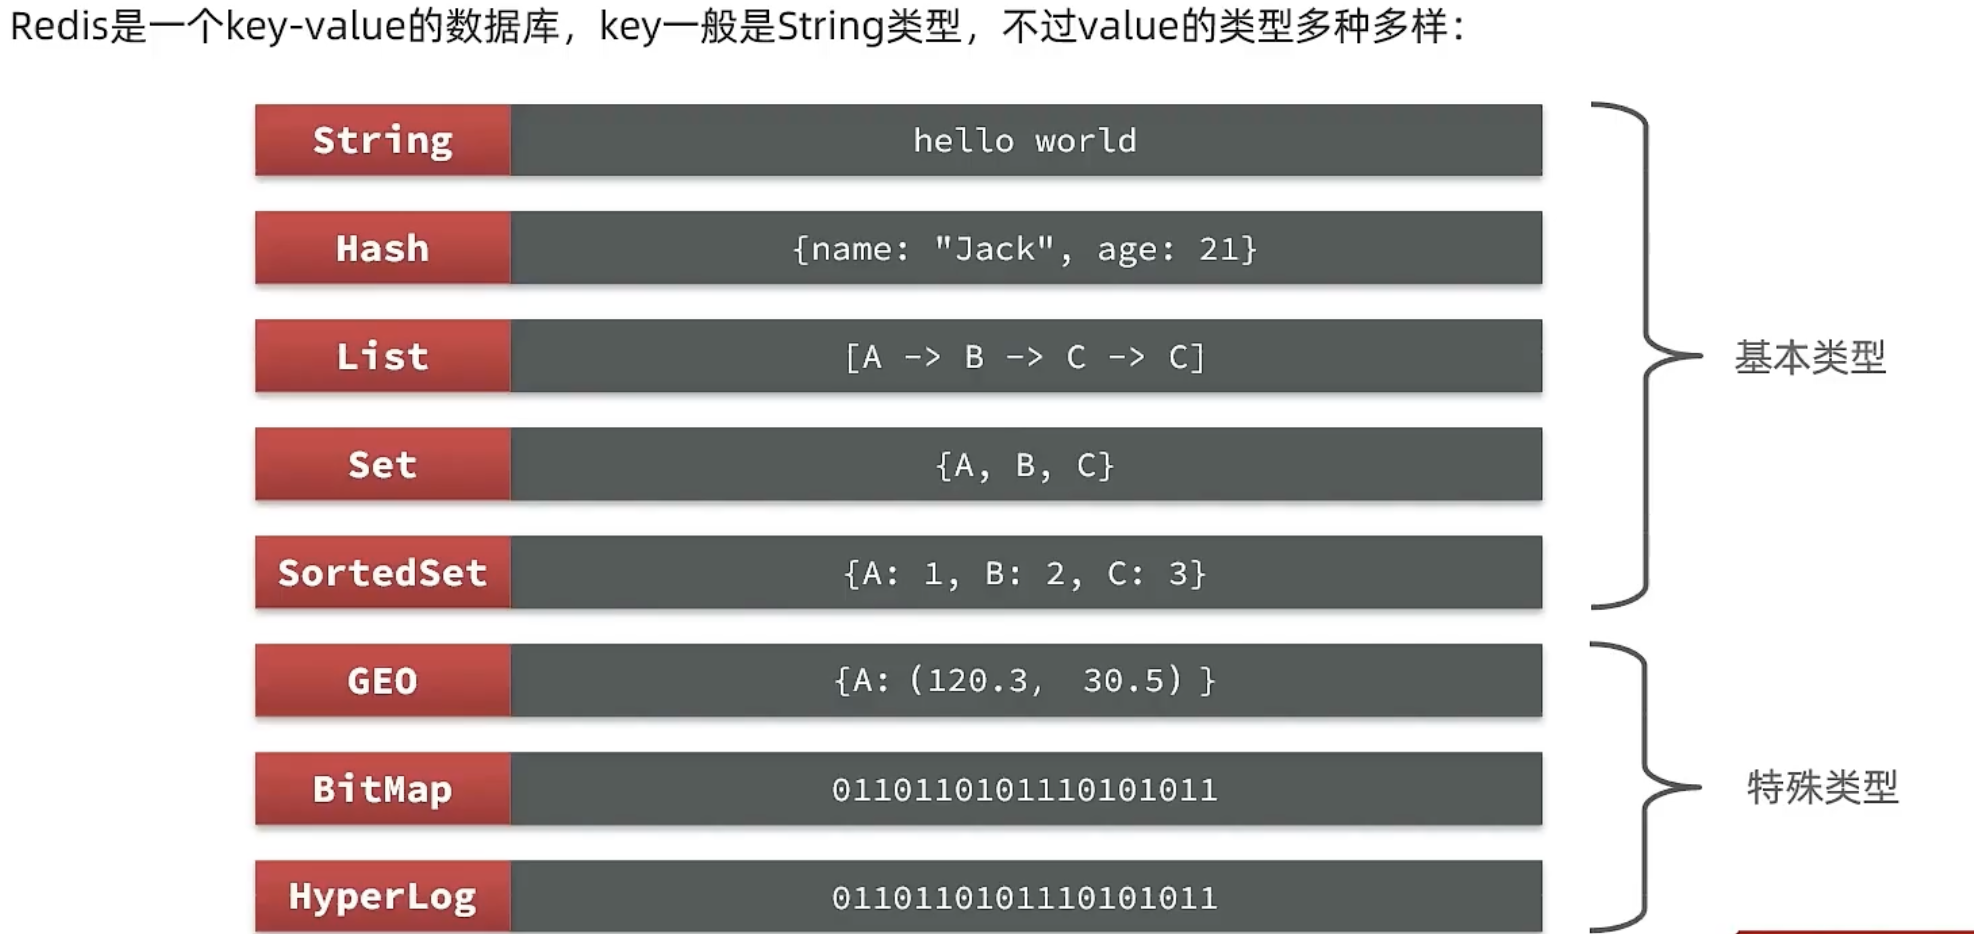 Redis是一个key-value的数据库，key一般是String类型，不过value的类型多种多样：
String hello world
Hash {name: "Jack", age: 21}
List [A -> B -> C -> C]
基本类型
Set {A, B, C}
SortedSet {A: 1, B: 2, C: 3}
GEO {A: (120.3, 30.5) }
BitMap 0110110101110101011
特殊类型
HyperLog 0110110101110101011